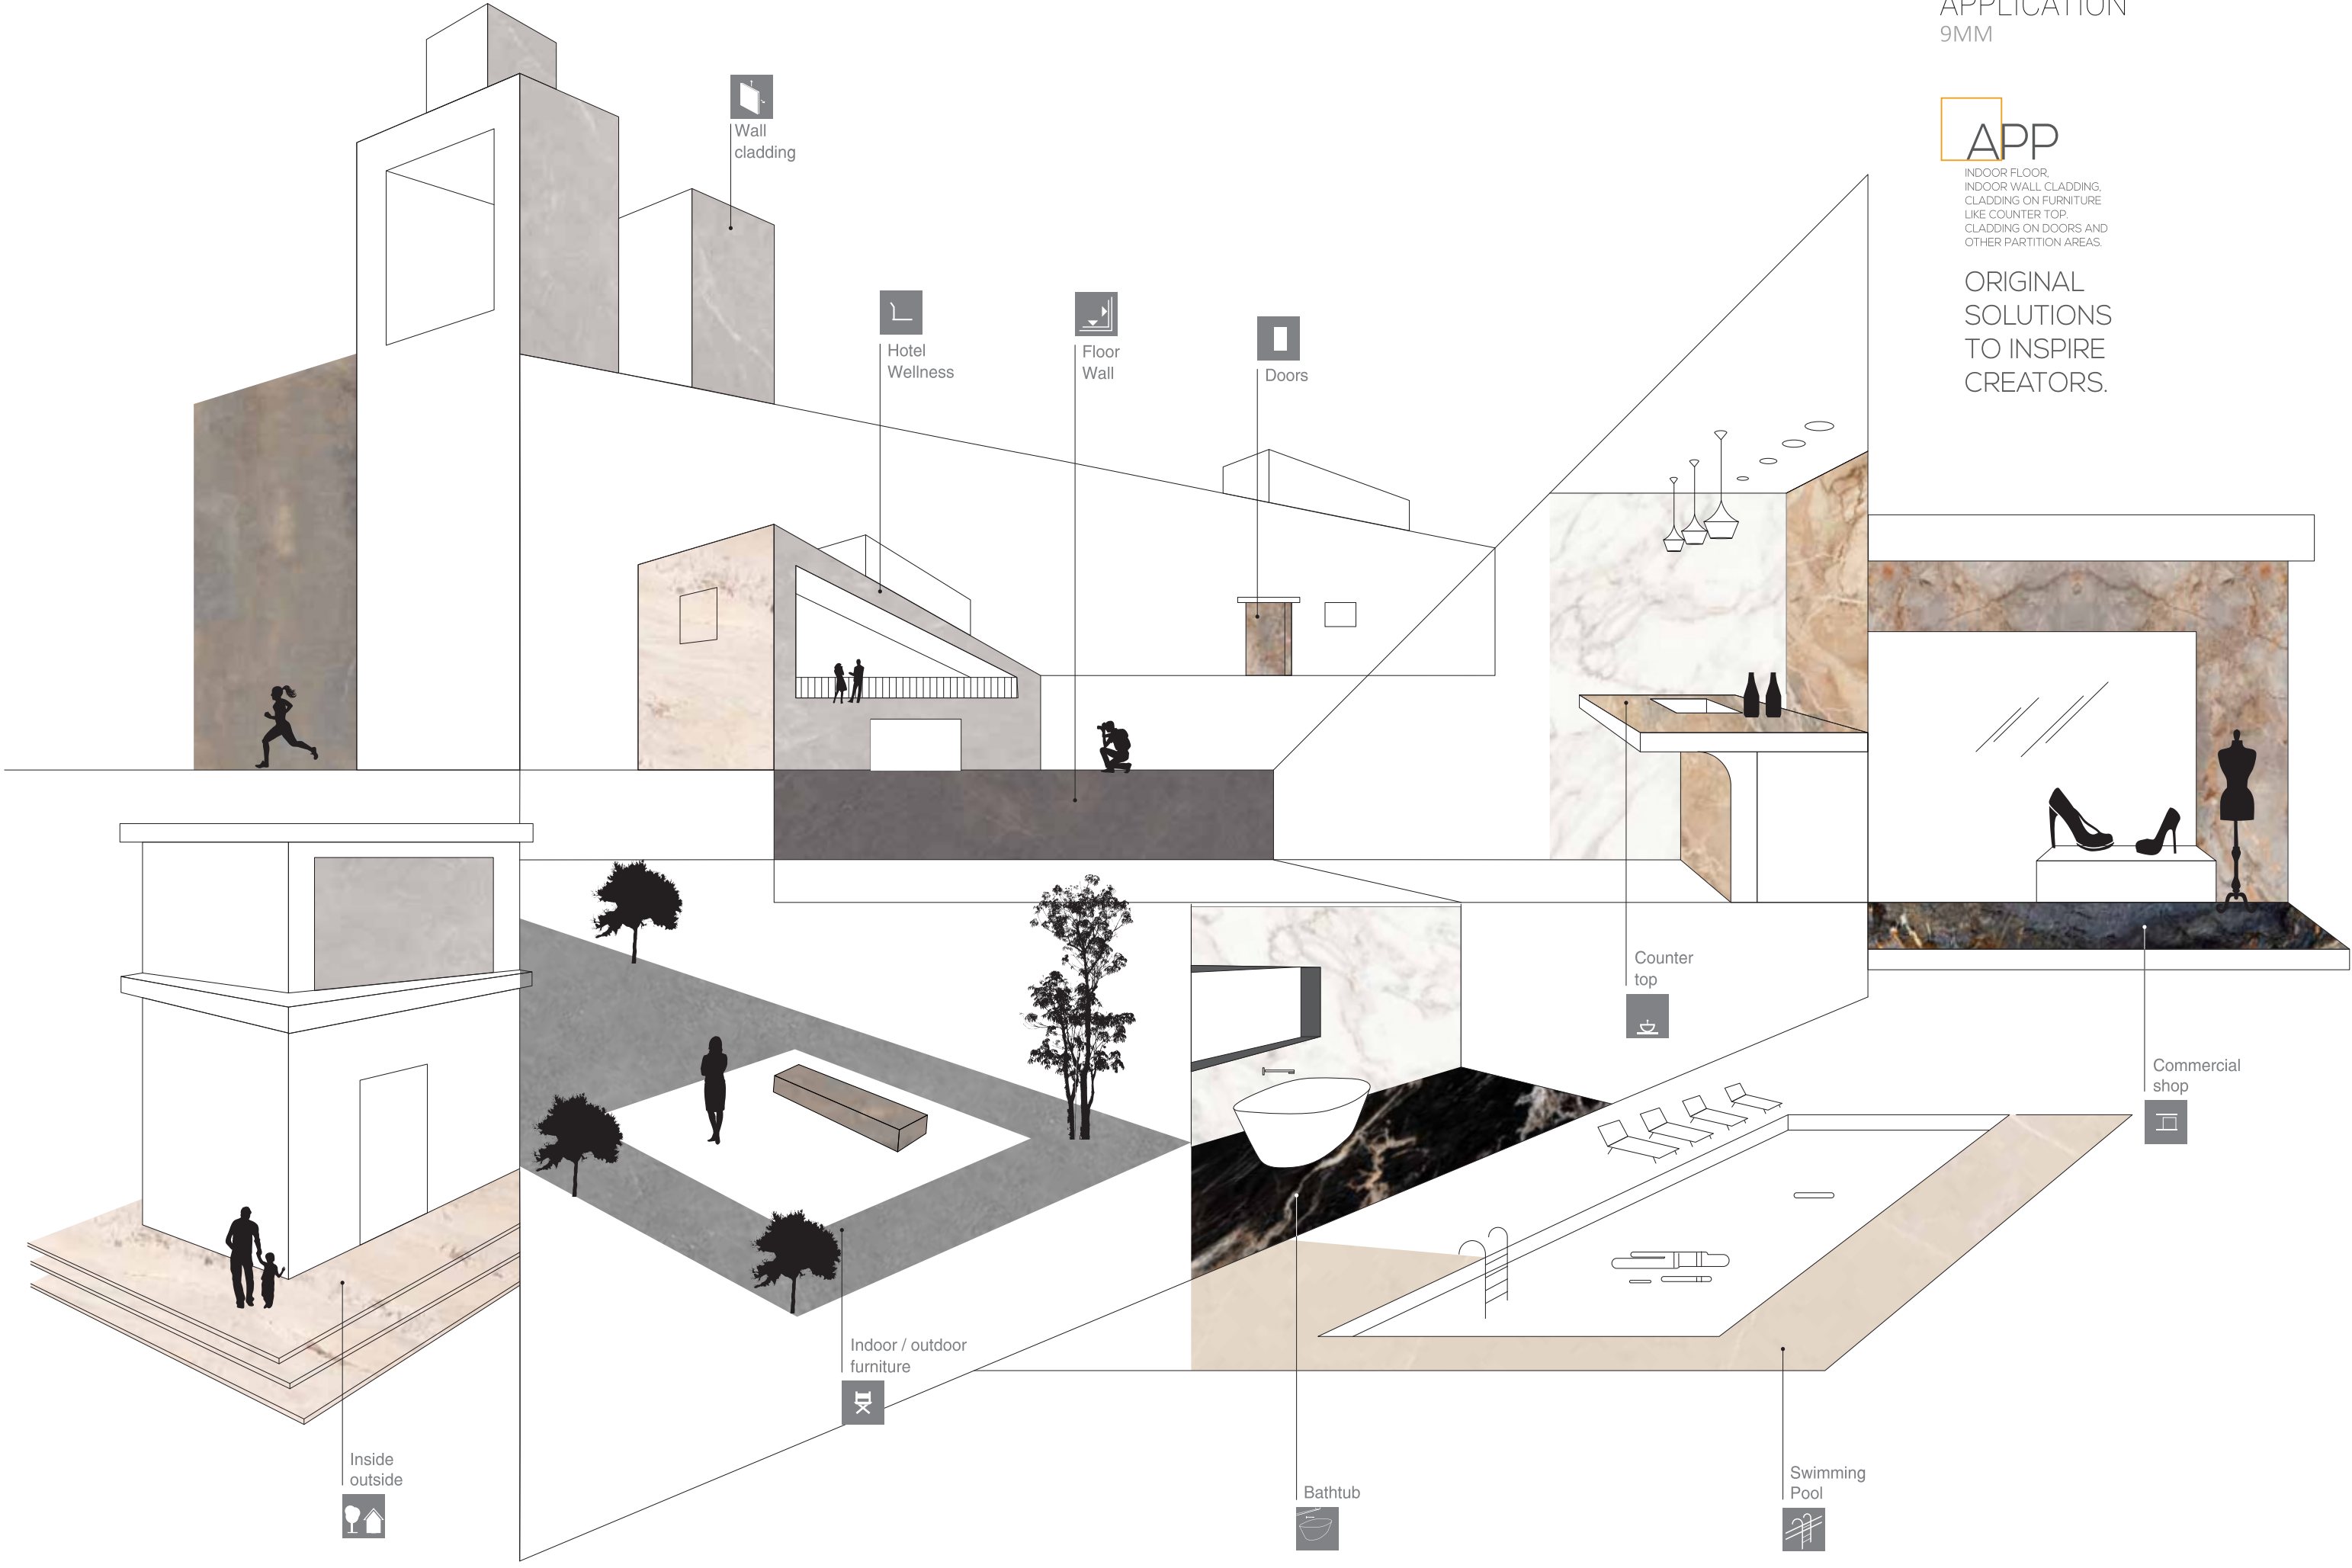 APPLICATION
9MM
APP
INDOOR FLOOR,
INDOOR WALL CLADDING,
CLADDING ON FURNITURE
LIKE COUNTER TOP.
CLADDING ON DOORS AND
OTHER PARTITION AREAS.
ORIGINAL
SOLUTIONS
TO INSPIRE
CREATORS.
Wall
cladding
Hotel
Wellness
Floor
Wall
Doors
Counter
top
Commercial
shop
Indoor / outdoor
furniture
Inside
outside
Bathtub
Swimming
Pool